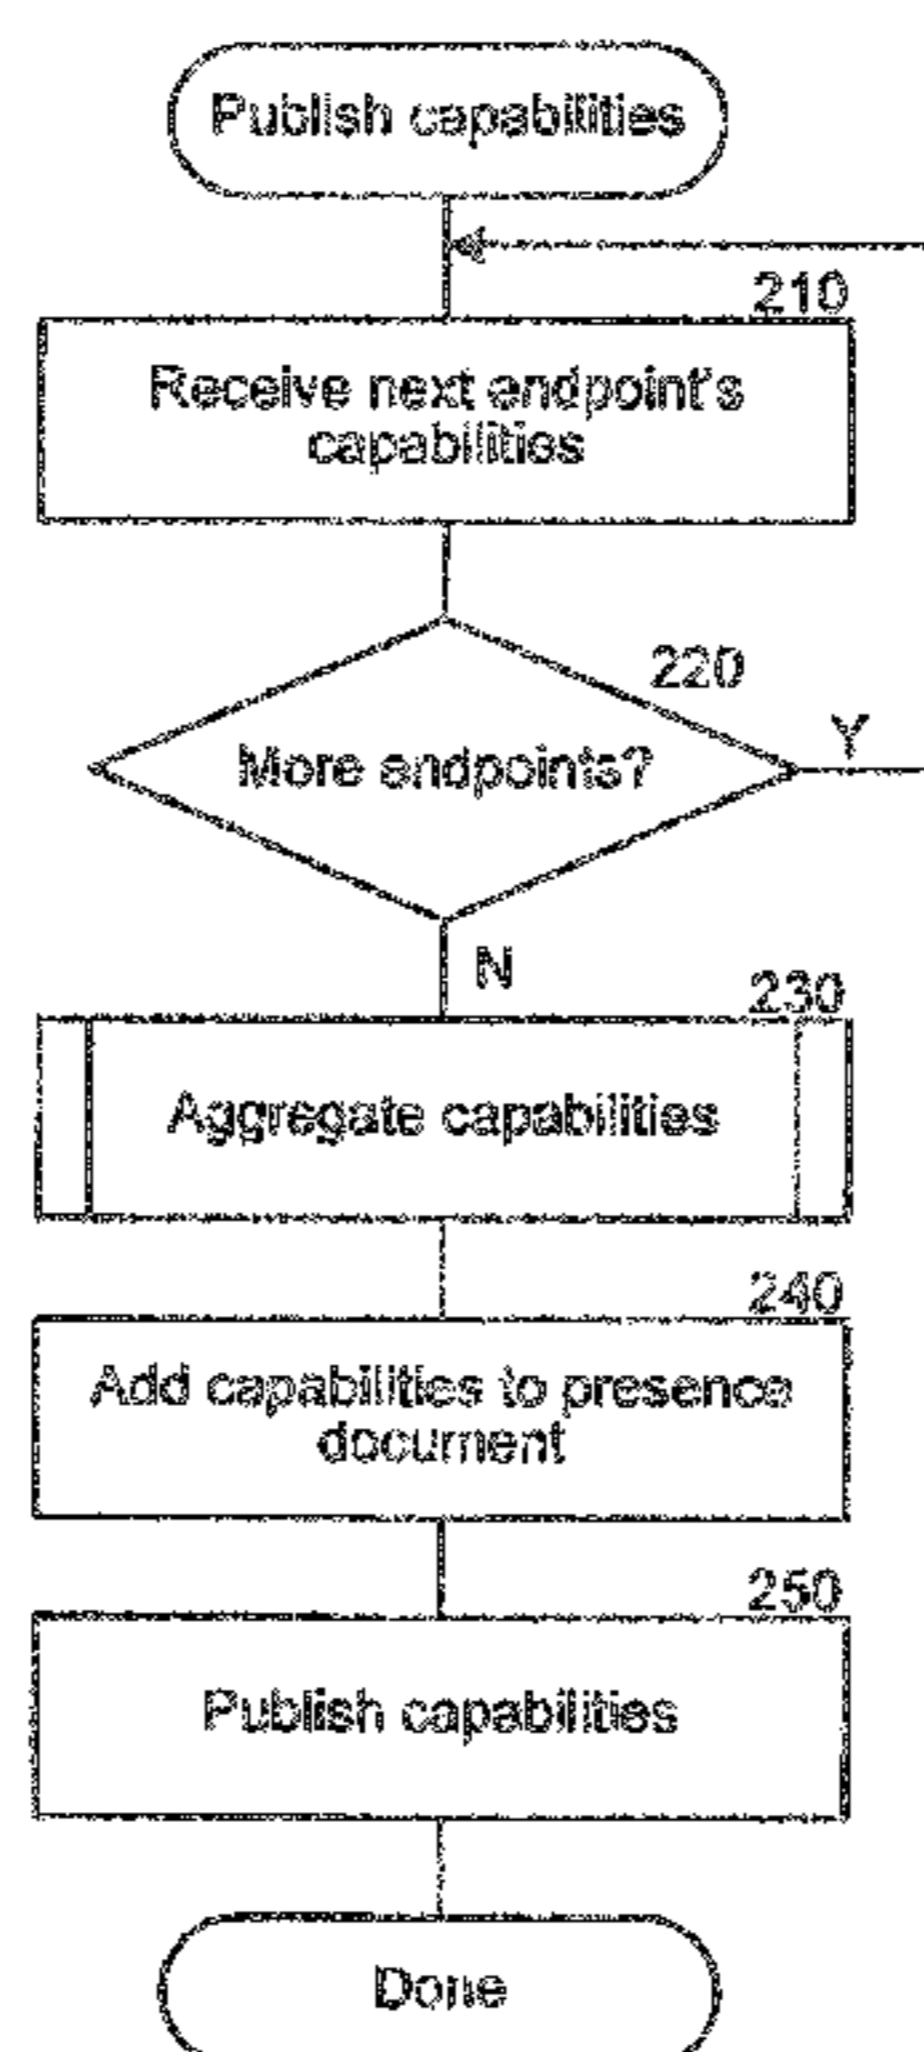 Publish capabilities
210
Receive next endpoint's
capabilities
220
More endpoints?
Y
N
230
Aggregate capabilities
240
Add capabilities to presence
document
250
Publish capabilities
Done